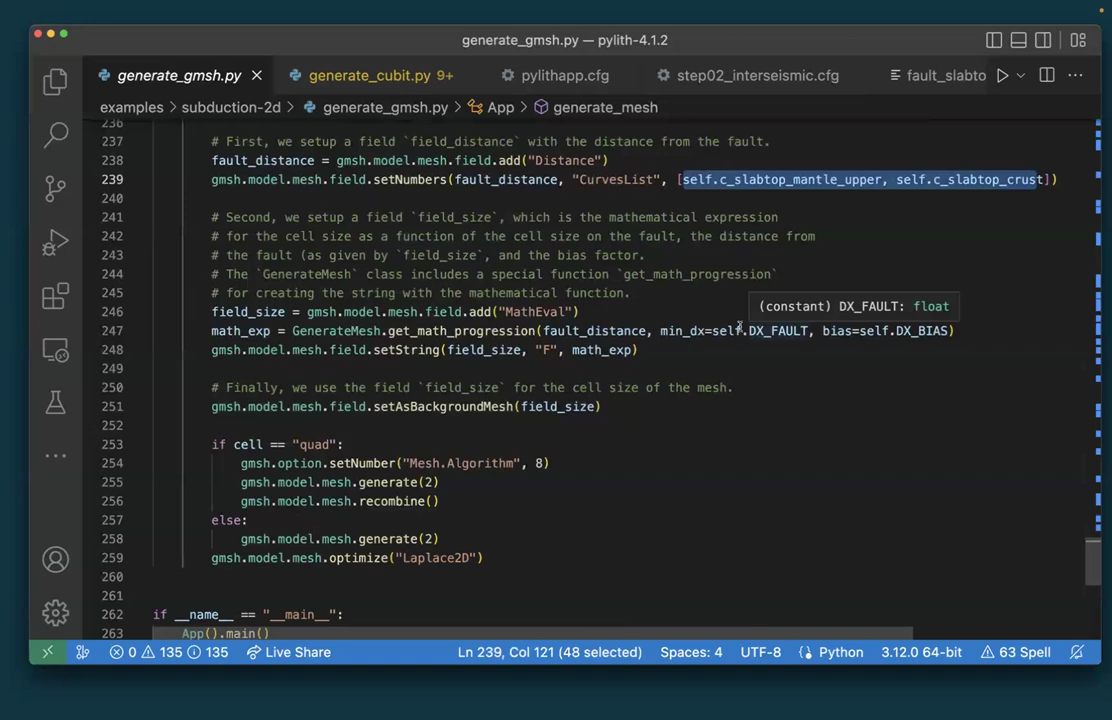 generate_gmsh.py — pylith-4.1.2
generate_gmsh.py
generate_cubit.py 9+
pylithapp.cfg
step02_interseismic.cfg
fault_slabto
examples > subduction-2d > generate_gmsh.py > App > generate_mesh
236
237 # First, we setup a field `field_distance` with the distance from the fault.
238 fault_distance = gmsh.model.mesh.field.add("Distance")
239 gmsh.model.mesh.field.setNumbers(fault_distance, "CurvesList", [self.c_slabtop_mantle_upper, self.c_slabtop_crust])
240
241 # Second, we setup a field `field_size`, which is the mathematical expression
242 # for the cell size as a function of the cell size on the fault, the distance from
243 # the fault (as given by `field_size`, and the bias factor.
244 # The `GenerateMesh` class includes a special function `get_math_progression`
245 # for creating the string with the mathematical function.
(constant) DX_FAULT: float
246 field_size = gmsh.model.mesh.field.add("MathEval")
247 math_exp = GenerateMesh.get_math_progression(fault_distance, min_dx=self.DX_FAULT, bias=self.DX_BIAS)
248 gmsh.model.mesh.field.setString(field_size, "F", math_exp)
249
250 # Finally, we use the field `field_size` for the cell size of the mesh.
251 gmsh.model.mesh.field.setAsBackgroundMesh(field_size)
252
253 if cell == "quad":
254 gmsh.option.setNumber("Mesh.Algorithm", 8)
255 gmsh.model.mesh.generate(2)
256 gmsh.model.mesh.recombine()
257 else:
258 gmsh.model.mesh.generate(2)
259 gmsh.model.mesh.optimize("Laplace2D")
260
261
262 if __name__ == "__main__":
263 App().main()
0 135 135 Live Share Ln 239, Col 121 (48 selected) Spaces: 4 UTF-8 Python 3.12.0 64-bit 63 Spell